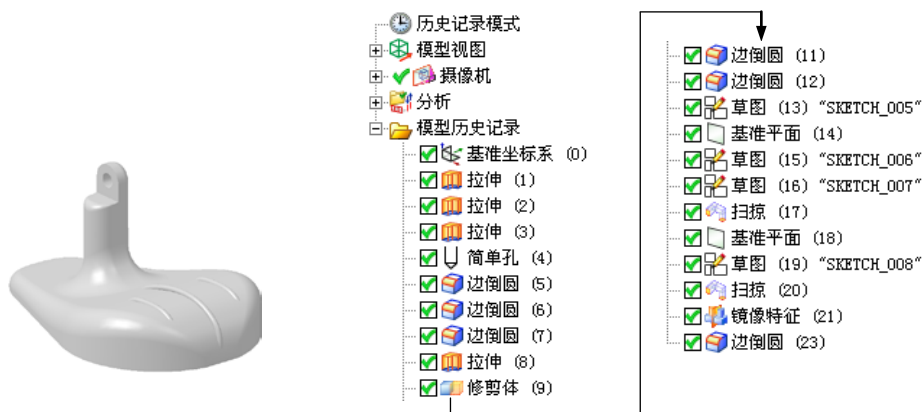 历史记录模式
模型视图
摄像机
分析
模型历史记录
基准坐标系 (0)
拉伸 (1)
拉伸 (2)
拉伸 (3)
简单孔 (4)
边倒圆 (5)
边倒圆 (6)
边倒圆 (7)
拉伸 (8)
修剪体 (9)
边倒圆 (11)
边倒圆 (12)
草图 (13) "SKETCH_005"
基准平面 (14)
草图 (15) "SKETCH_006"
草图 (16) "SKETCH_007"
扫掠 (17)
基准平面 (18)
草图 (19) "SKETCH_008"
扫掠 (20)
镜像特征 (21)
边倒圆 (23)